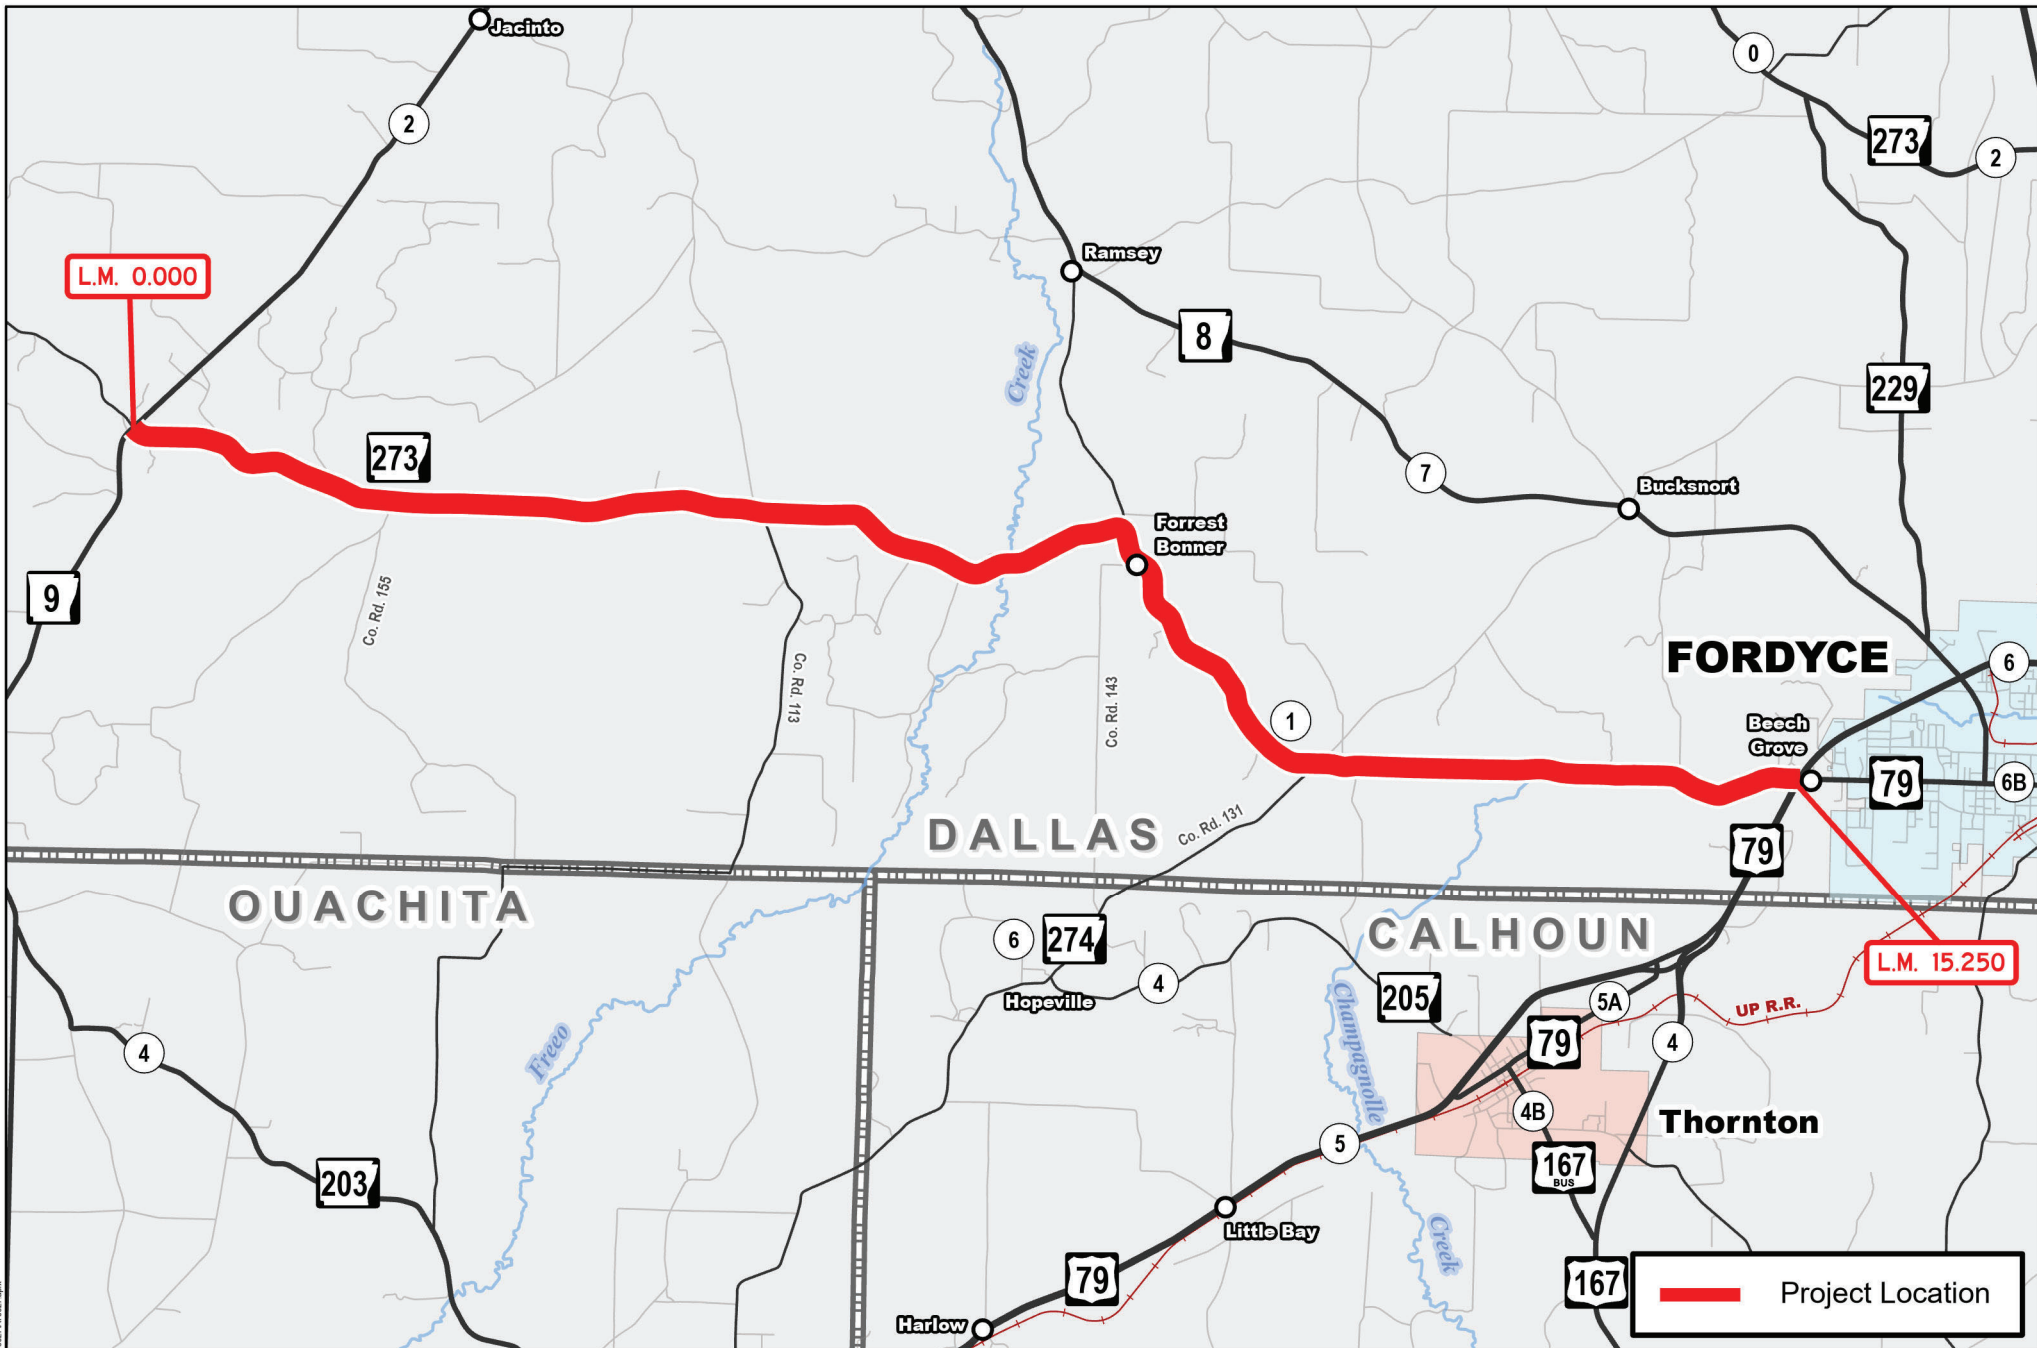 Jacinto
0
2
273
2
Ramsey
L.M. 0.000
8
Creek
229
273
7
Bucksnort
Forrest
Bonner
9
Co. Rd. 155
FORDYCE
6
Co. Rd. 113
Co. Rd. 143
1
Beech
Grove
79
6B
DALLAS
Co. Rd. 131
79
OUACHITA
6
274
CALHOUN
L.M. 15.250
Hopeville
4
205
5A
UP R.R.
Freeo
4
79
4
Champagnolle
4B
Thornton
5
203
167
BUS
Little Bay
Creek
79
167
Project Location
Harlow